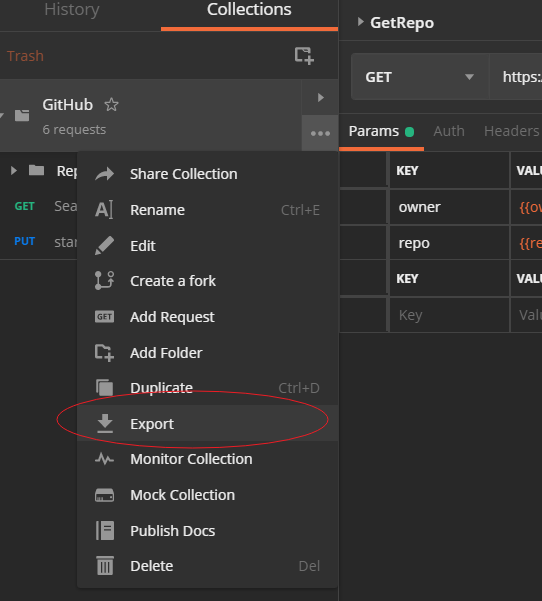 History
Collections
Trash
GitHub
6 requests
Rep
GET Sea
PUT star
Share Collection
Rename Ctrl+E
Edit
Create a fork
GET Add Request
Add Folder
Duplicate Ctrl+D
Export
Monitor Collection
Mock Collection
Publish Docs
Delete Del
GetRepo
GET https:/
Params Auth Headers
KEY VALU
owner {{ow
repo {{re
KEY VALU
Key Valu